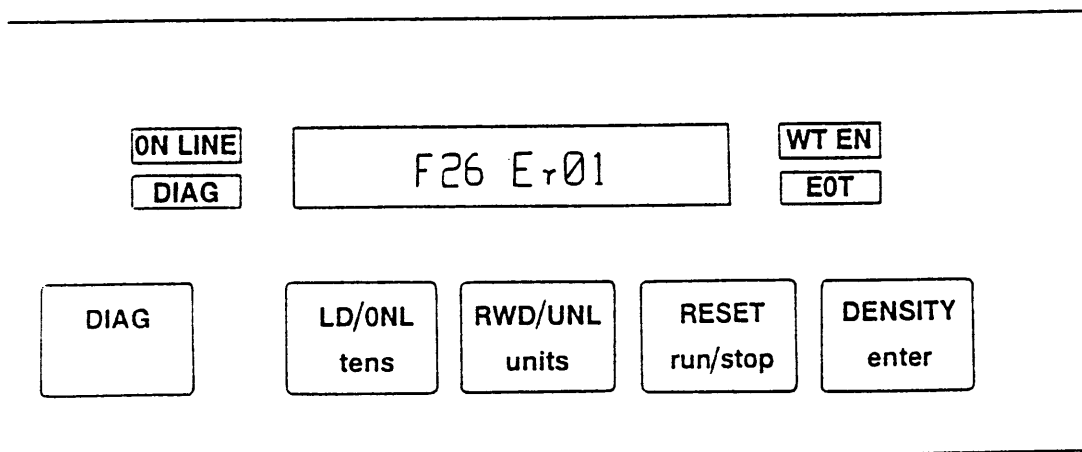 ON LINE
DIAG
F26 Er01
WT EN
EOT
DIAG
LD/ONL
tens
RWD/UNL
units
RESET
run/stop
DENSITY
enter